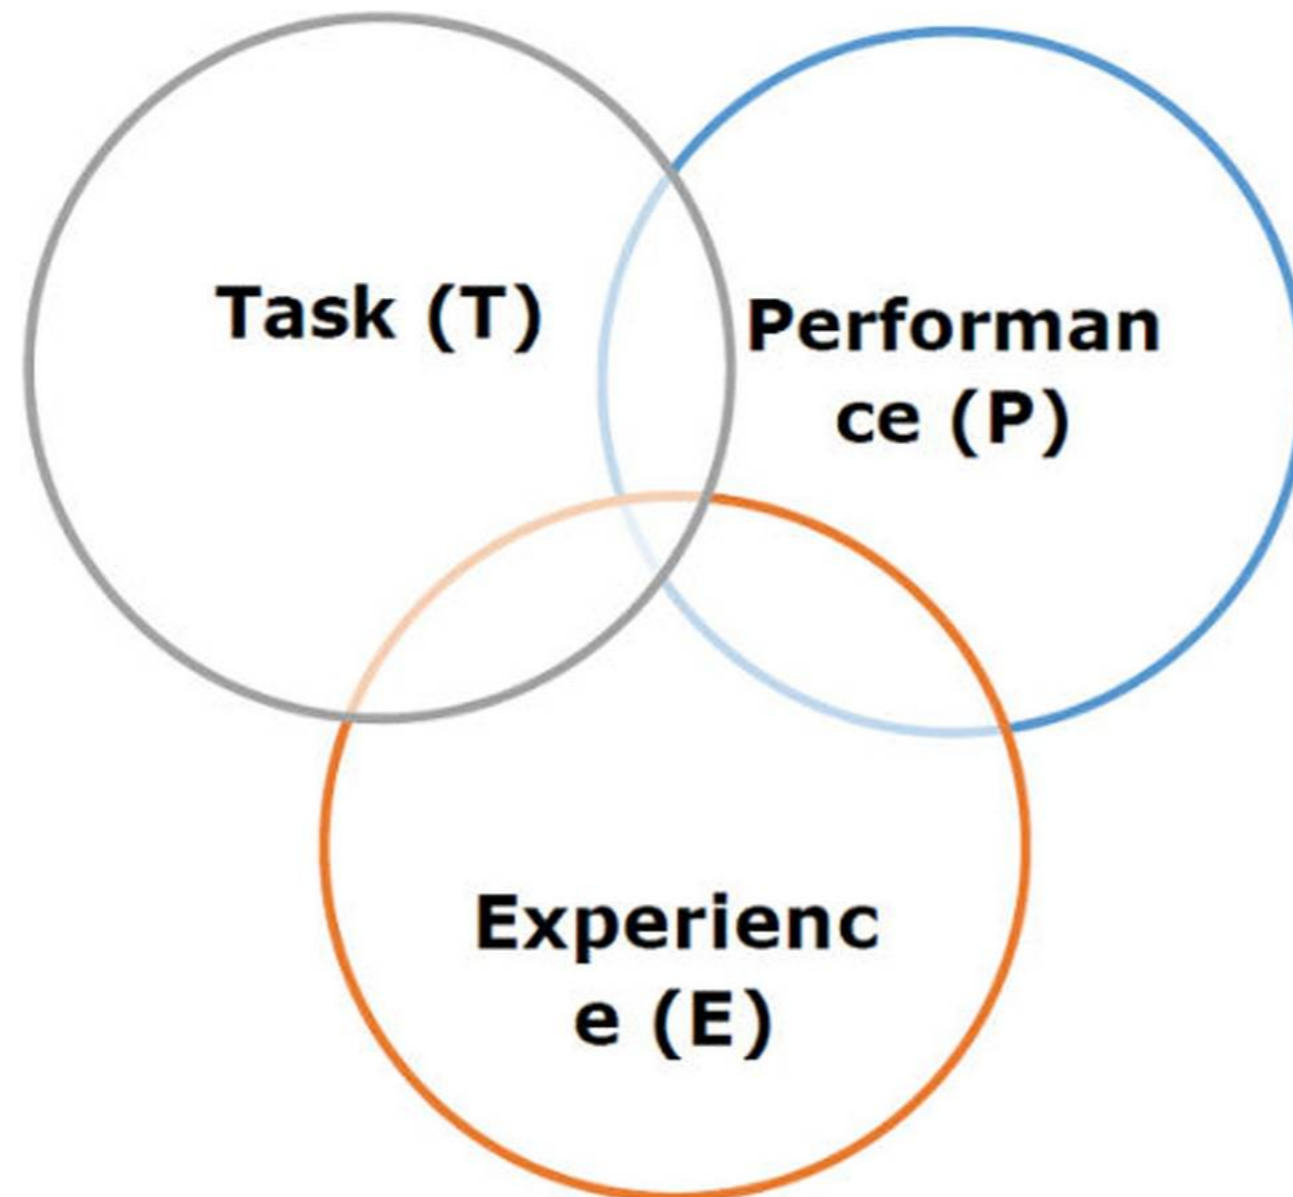 Task (T)
Performan
ce (P)
Experienc
e (E)